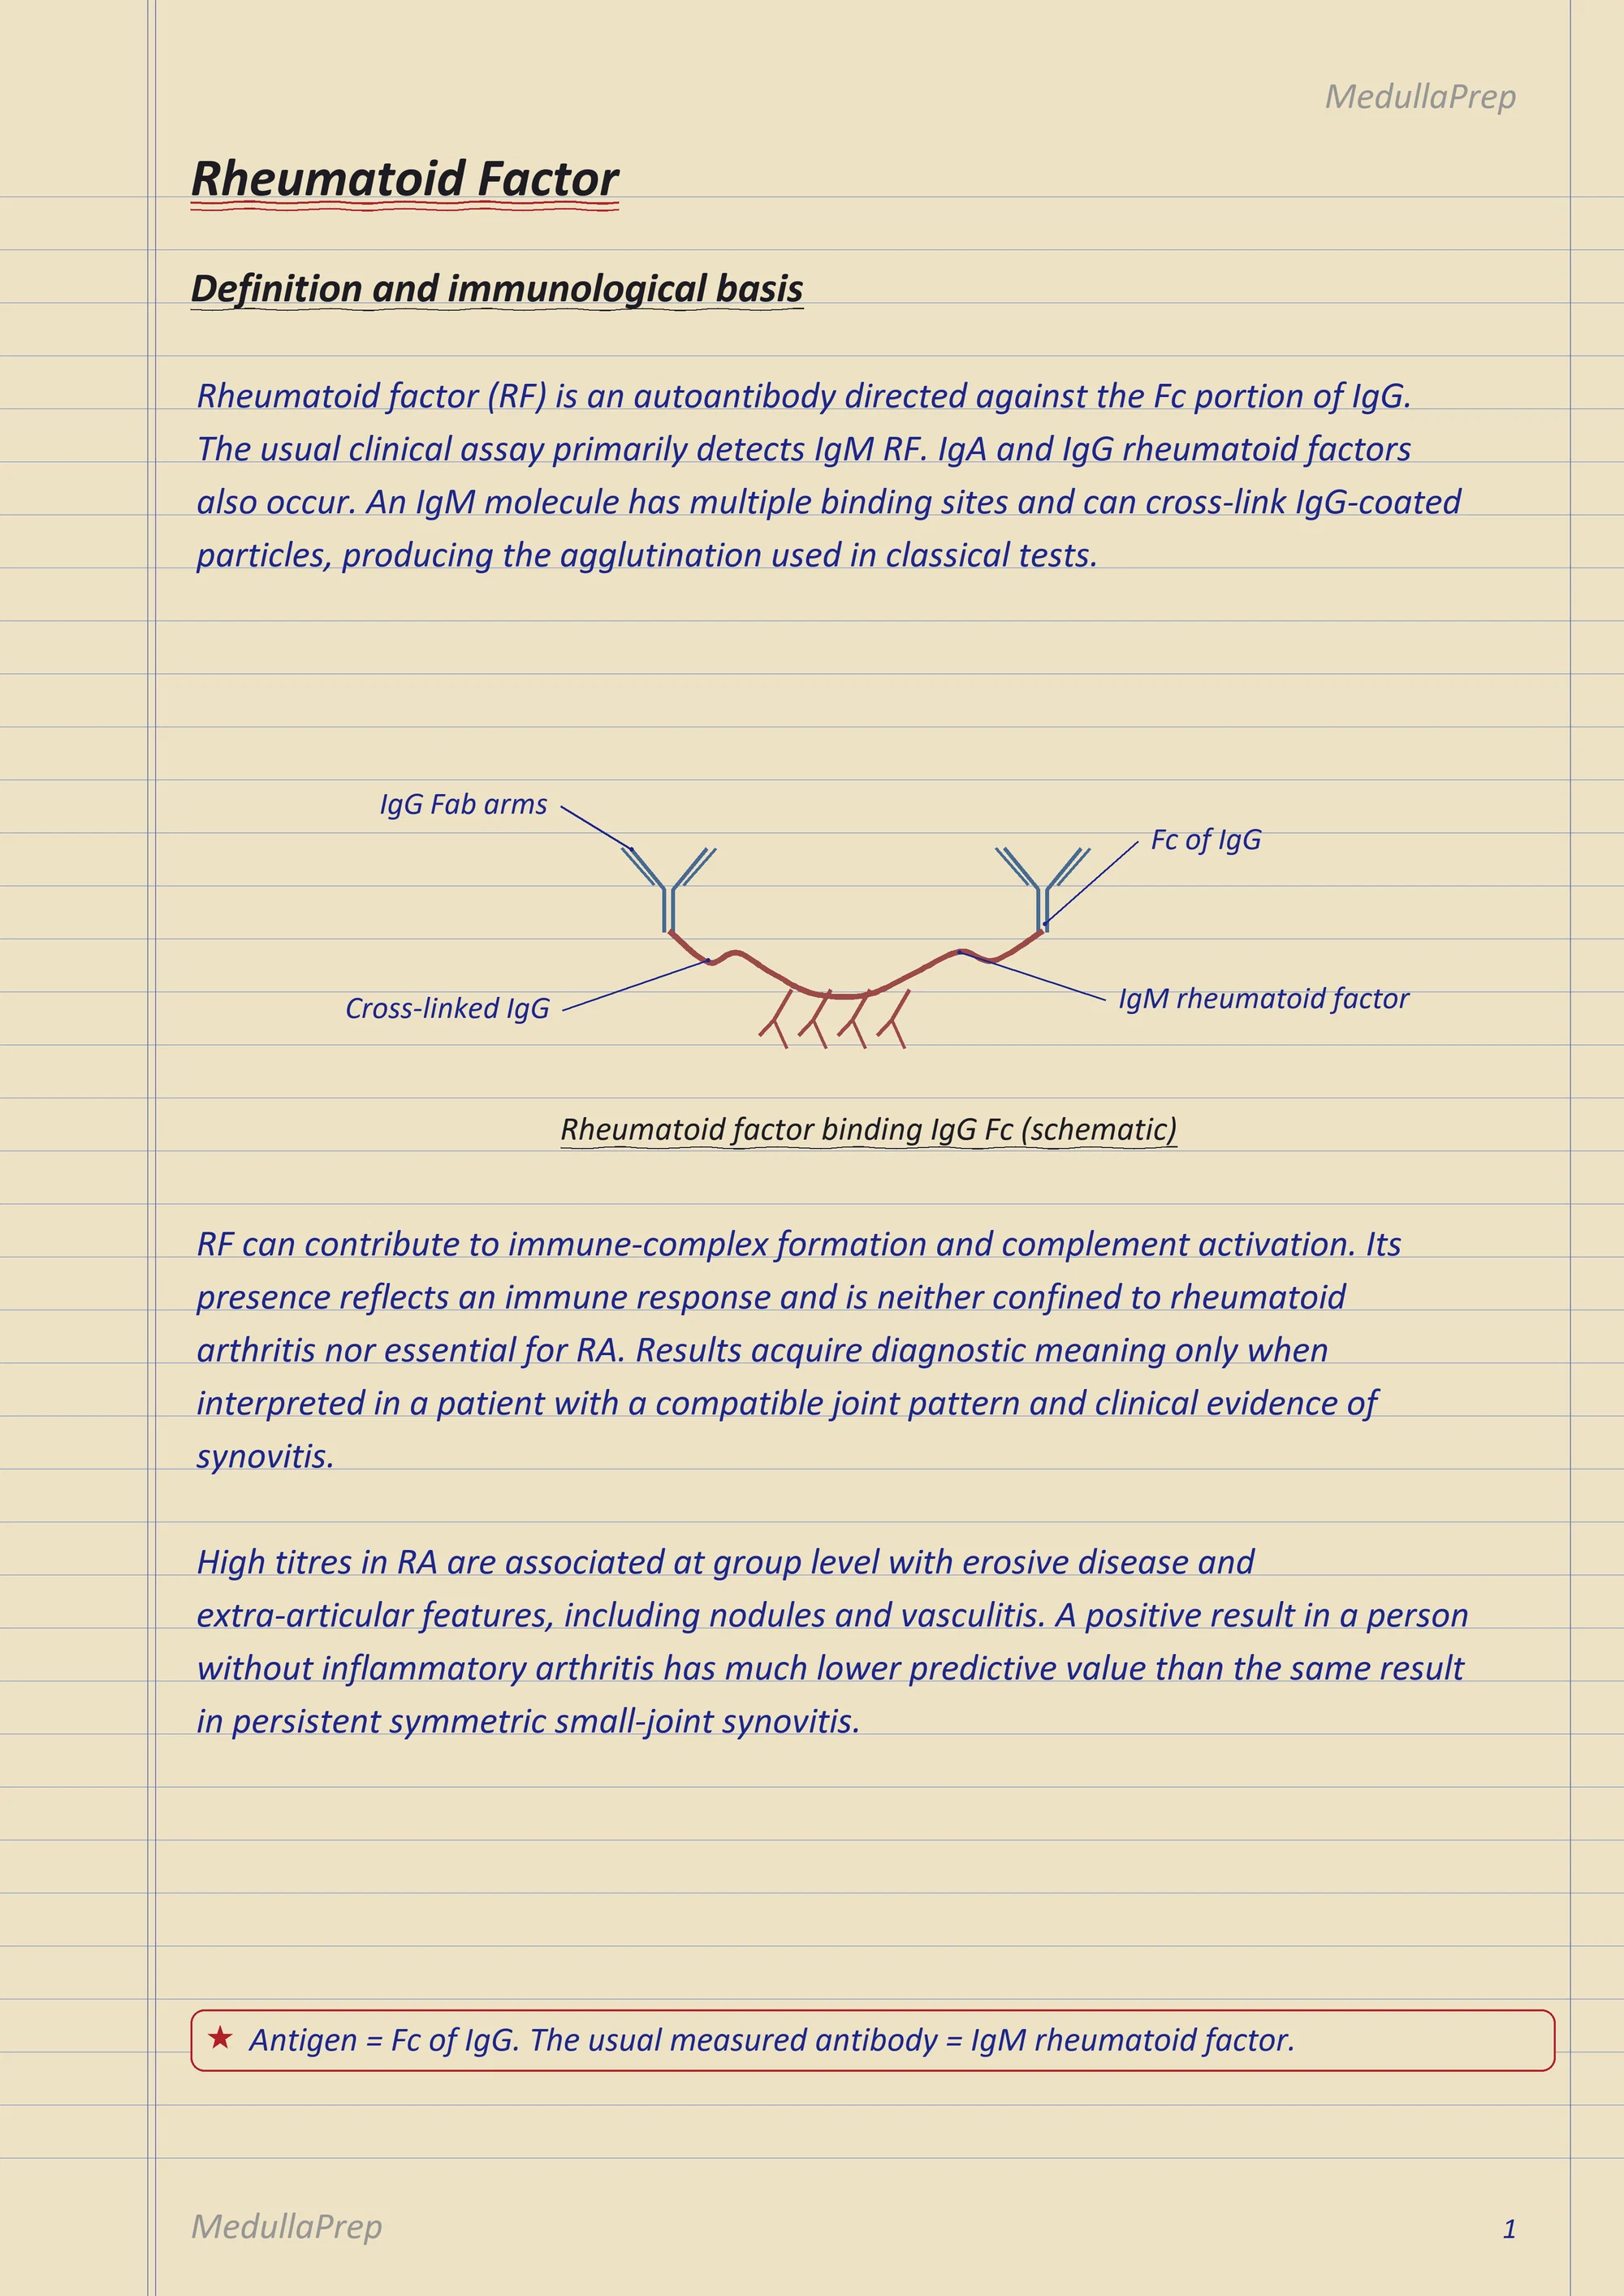 MedullaPrep
Rheumatoid Factor
Definition and immunological basis
Rheumatoid factor (RF) is an autoantibody directed against the Fc portion of IgG.
The usual clinical assay primarily detects IgM RF. IgA and IgG rheumatoid factors
also occur. An IgM molecule has multiple binding sites and can cross-link IgG-coated
particles, producing the agglutination used in classical tests.
IgG Fab arms
Fc of IgG
Cross-linked IgG
IgM rheumatoid factor
Rheumatoid factor binding IgG Fc (schematic)
RF can contribute to immune-complex formation and complement activation. Its
presence reflects an immune response and is neither confined to rheumatoid
arthritis nor essential for RA. Results acquire diagnostic meaning only when
interpreted in a patient with a compatible joint pattern and clinical evidence of
synovitis.
High titres in RA are associated at group level with erosive disease and
extra-articular features, including nodules and vasculitis. A positive result in a person
without inflammatory arthritis has much lower predictive value than the same result
in persistent symmetric small-joint synovitis.
★ Antigen = Fc of IgG. The usual measured antibody = IgM rheumatoid factor.
MedullaPrep
1